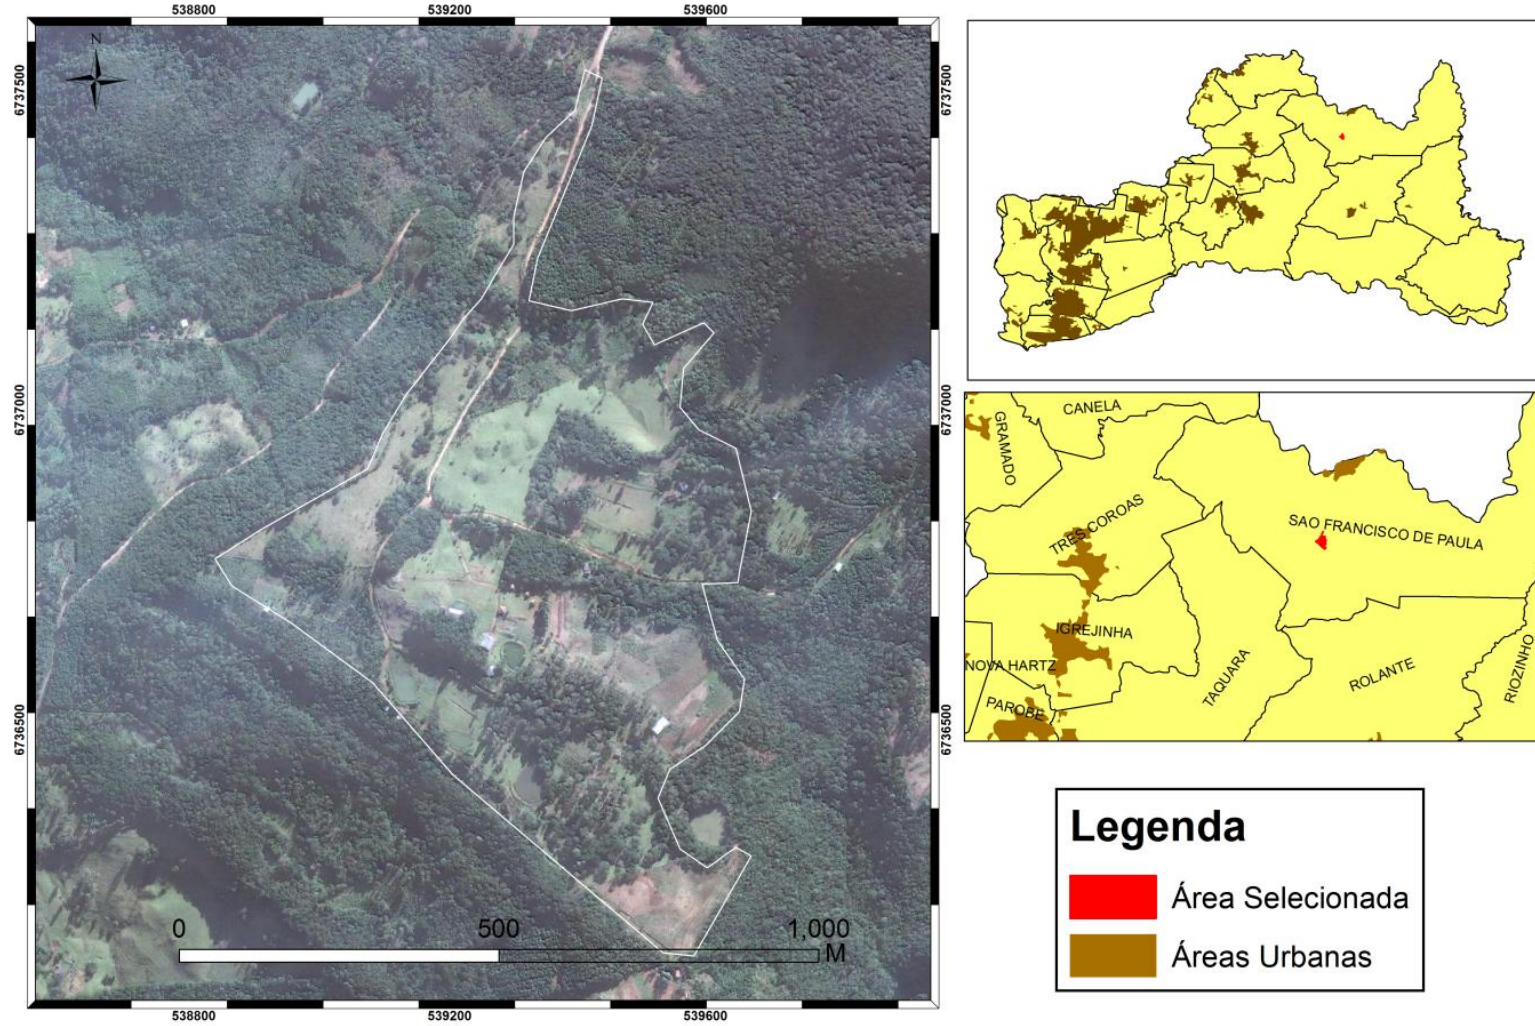 538800 539200 539600
N
6737500
6737500
6737000
6737000
6736500
6736500
0 500 1,000
M
538800 539200 539600
CANELA
GRAMADO
TRES COROAS
SAO FRANCISCO DE PAULA
IGREJINHA
NOVA HARTZ
TAQUARA
ROLANTE
RIOZINHO
PAROBE
Legenda
Área Selecionada
Áreas Urbanas